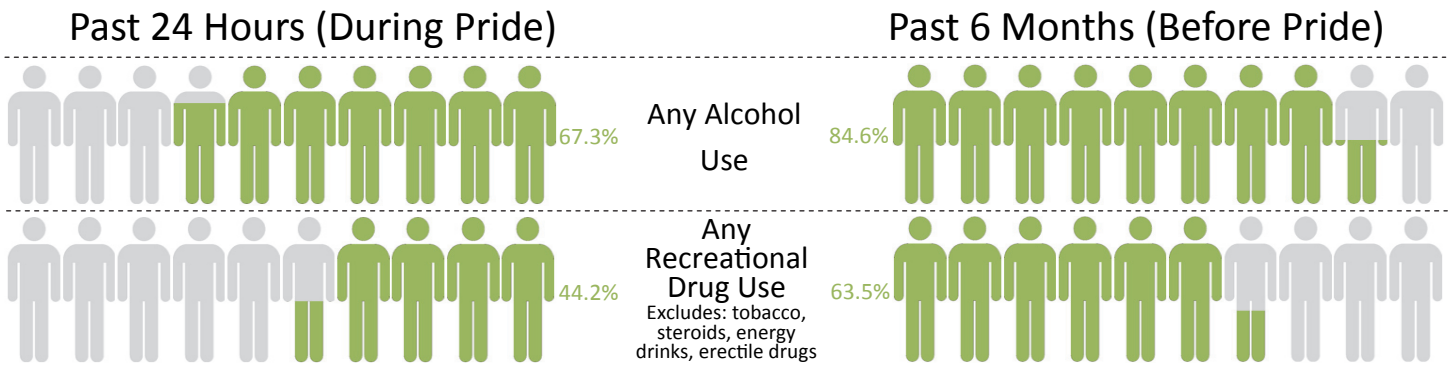 Past 24 Hours (During Pride)
Past 6 Months (Before Pride)
67.3%
Any Alcohol
Use
84.6%
44.2%
Any
Recreational
Drug Use
Excludes: tobacco,
steroids, energy
drinks, erectile drugs
63.5%